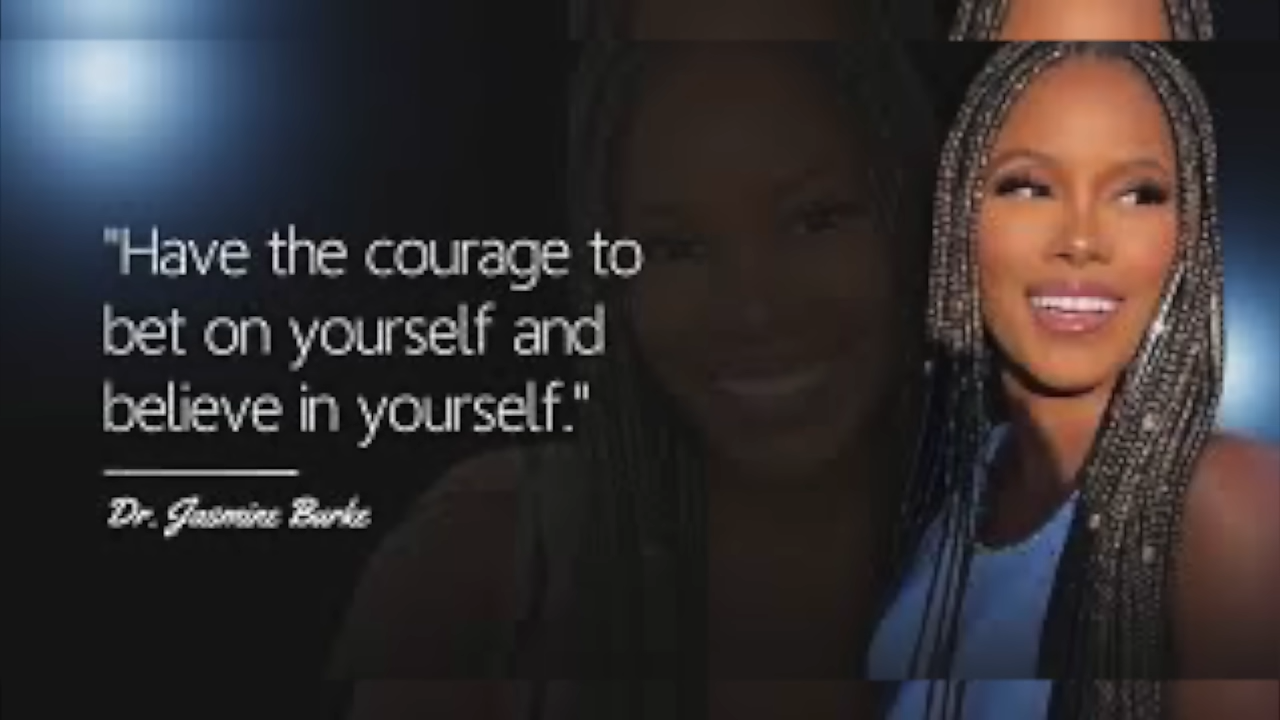 "Have the courage to
bet on yourself and
believe in yourself."
Dr. Jasmine Burke